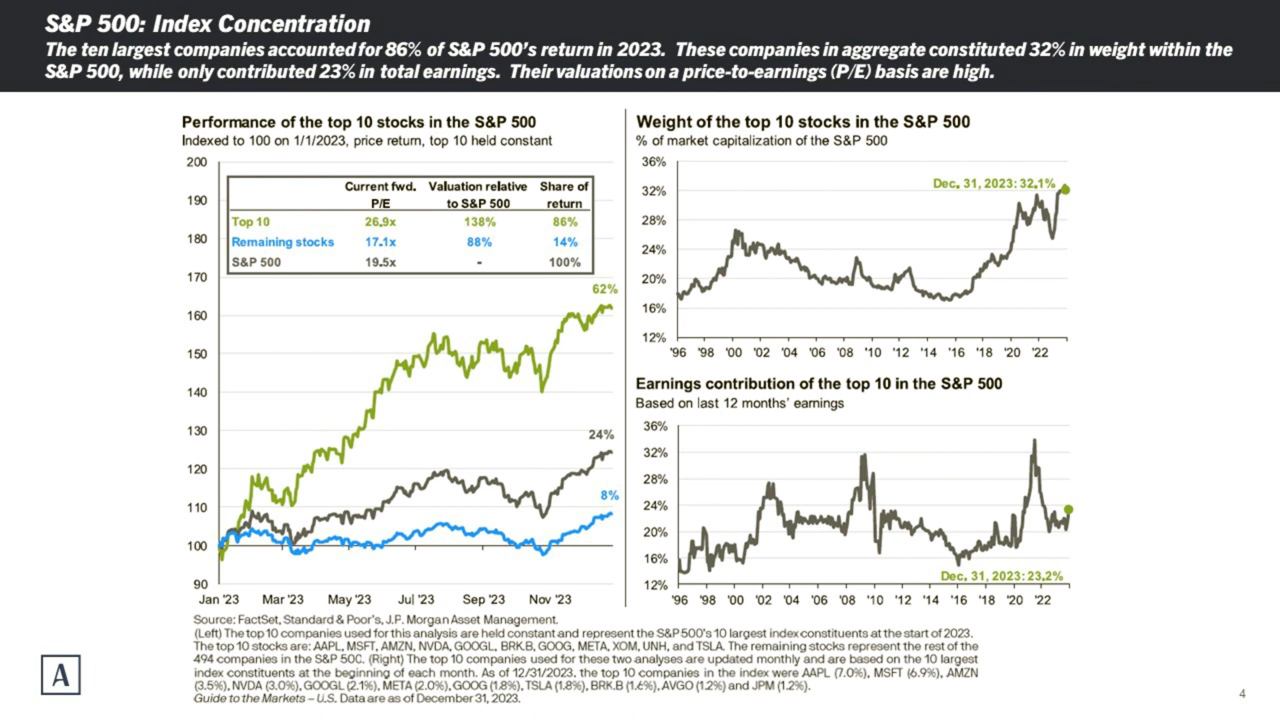 S&P 500: Index Concentration
The ten largest companies accounted for 86% of S&P 500's return in 2023. These companies in aggregate constituted 32% in weight within the
S&P 500, while only contributed 23% in total earnings. Their valuations on a price-to-earnings (P/E) basis are high.
Performance of the top 10 stocks in the S&P 500
Indexed to 100 on 1/1/2023, price return, top 10 held constant
200
190
180
170
160
150
140
130
120
110
100
90
Current fwd. Valuation relative Share of
P/E to S&P 500 return
Top 10 26.9x 138% 86%
Remaining stocks 17.1x 88% 14%
S&P 500 19.5x - 100%
62%
24%
8%
Jan '23 Mar '23 May '23 Jul '23 Sep '23 Nov '23
Weight of the top 10 stocks in the S&P 500
% of market capitalization of the S&P 500
36%
32%
28%
24%
20%
16%
12%
Dec. 31, 2023: 32.1%
'96 '98 '00 '02 '04 '06 '08 '10 '12 '14 '16 '18 '20 '22
Earnings contribution of the top 10 in the S&P 500
Based on last 12 months' earnings
36%
32%
28%
24%
20%
16%
12%
Dec. 31, 2023: 23.2%
'96 '98 '00 '02 '04 '06 '08 '10 '12 '14 '16 '18 '20 '22
Source: FactSet, Standard & Poor's, J.P. Morgan Asset Management.
(Left) The top 10 companies used for this analysis are held constant and represent the S&P 500's 10 largest index constituents at the start of 2023.
The top 10 stocks are: AAPL, MSFT, AMZN, NVDA, GOOGL, BRK.B, GOOG, META, XOM, UNH, and TSLA. The remaining stocks represent the rest of the
494 companies in the S&P 500. (Right) The top 10 companies used for these two analyses are updated monthly and are based on the 10 largest
index constituents at the beginning of each month. As of 12/31/2023, the top 10 companies in the index were AAPL (7.0%), MSFT (6.9%), AMZN
(3.5%), NVDA (3.0%), GOOGL (2.1%), META (2.0%), GOOG (1.8%), TSLA (1.8%), BRK.B (1.6%), AVGO (1.2%) and JPM (1.2%).
Guide to the Markets – U.S. Data are as of December 31, 2023.
A
4